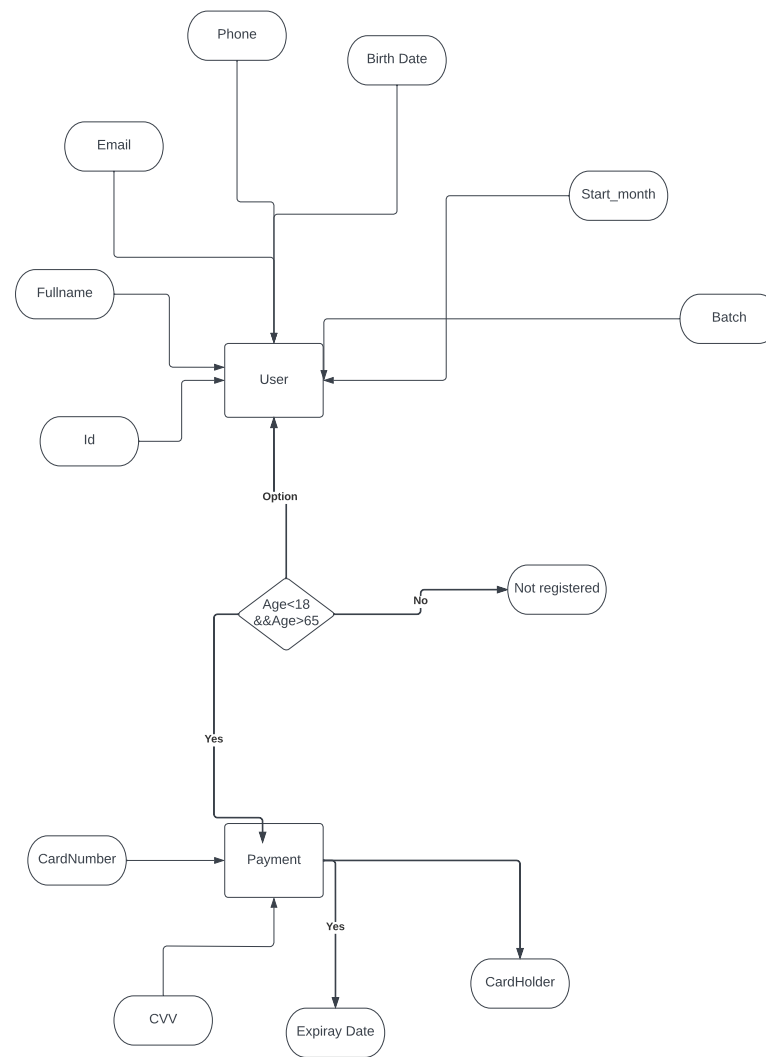 Phone
Birth Date
Email
Start_month
Fullname
Batch
User
Id
Option
Age<18
&&Age>65
Not registered
No
Yes
CardNumber
Payment
Yes
CardHolder
CVV
Expiray Date